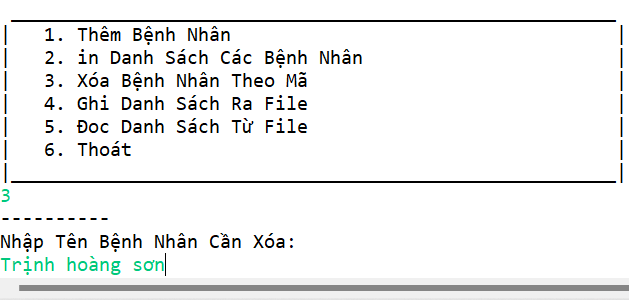 1. Thêm Bệnh Nhân
2. in Danh Sách Các Bệnh Nhân
3. Xóa Bệnh Nhân Theo Mã
4. Ghi Danh Sách Ra File
5. Đoc Danh Sách Từ File
6. Thoát
3
----------
Nhập Tên Bệnh Nhân Cần Xóa:
Trịnh hoàng sơn